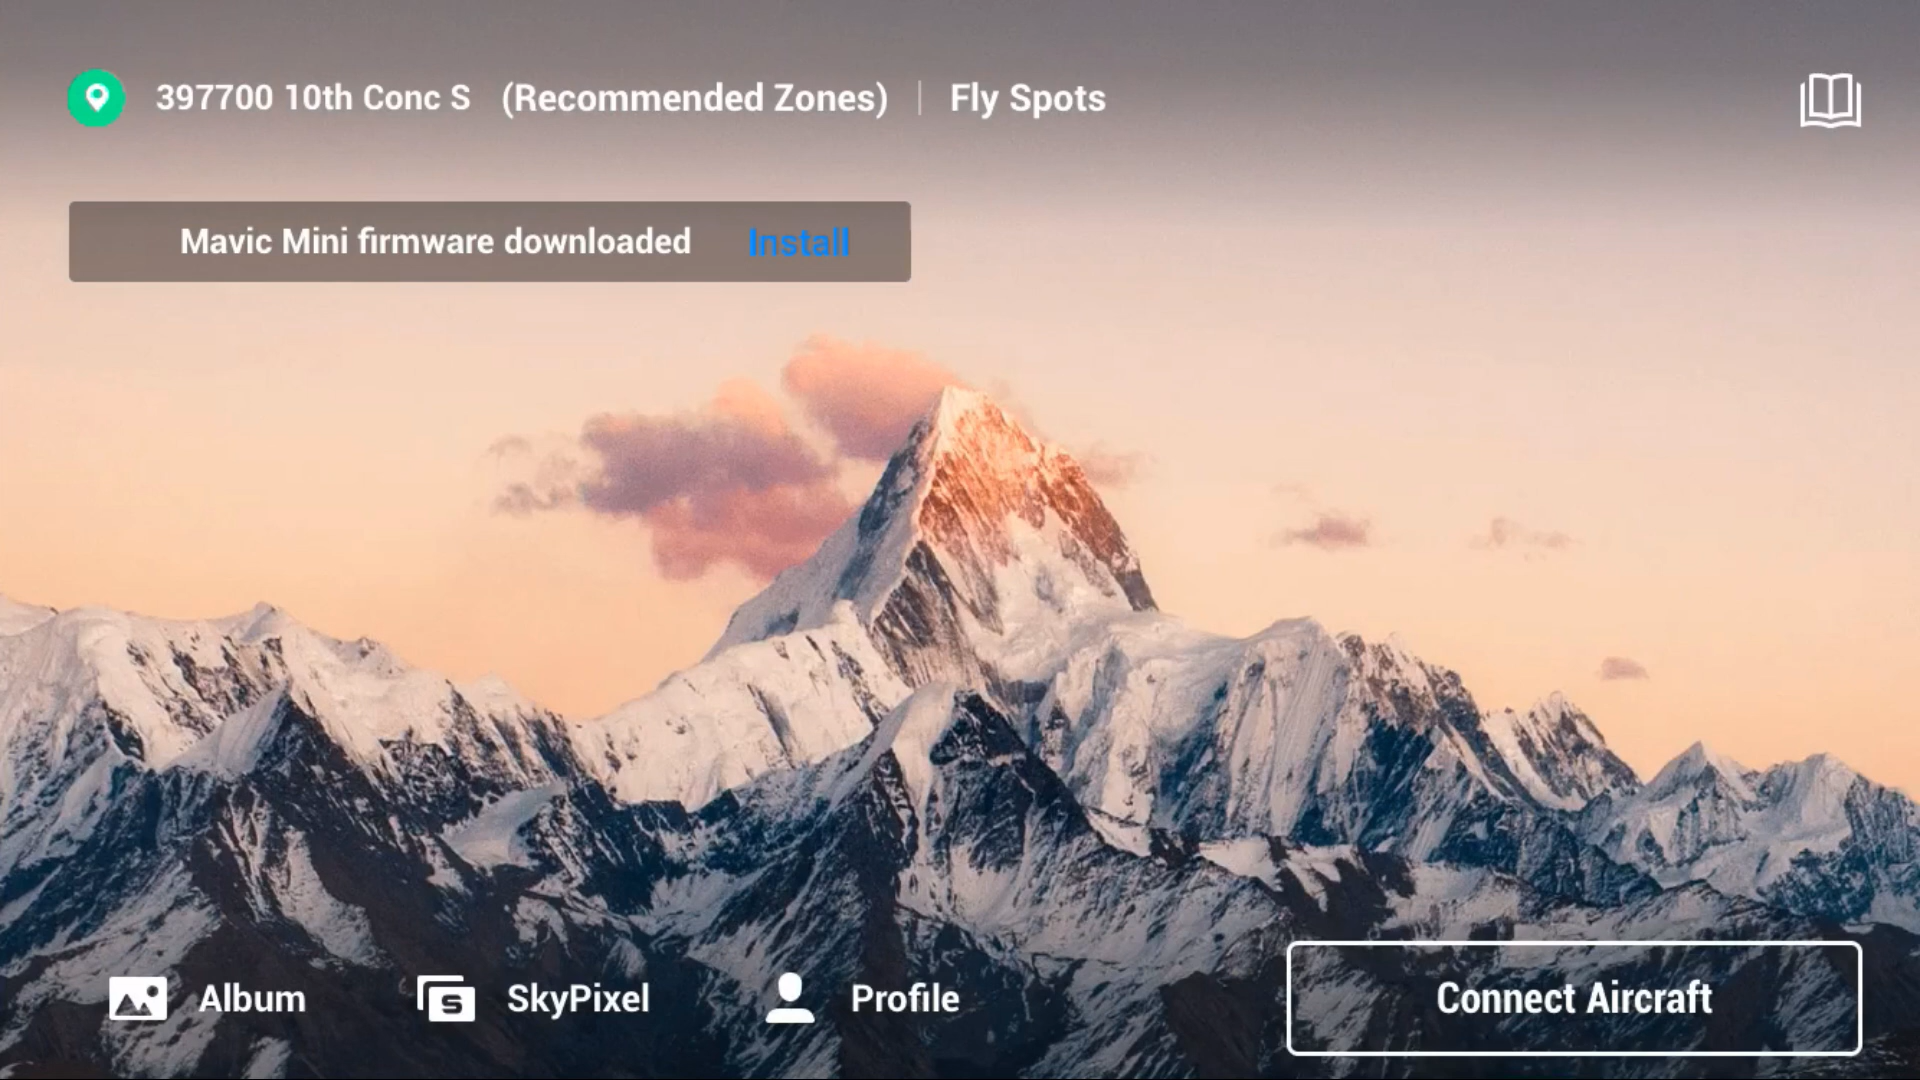 397700 10th Conc S (Recommended Zones) | Fly Spots
Mavic Mini firmware downloaded Install
Album SkyPixel Profile Connect Aircraft